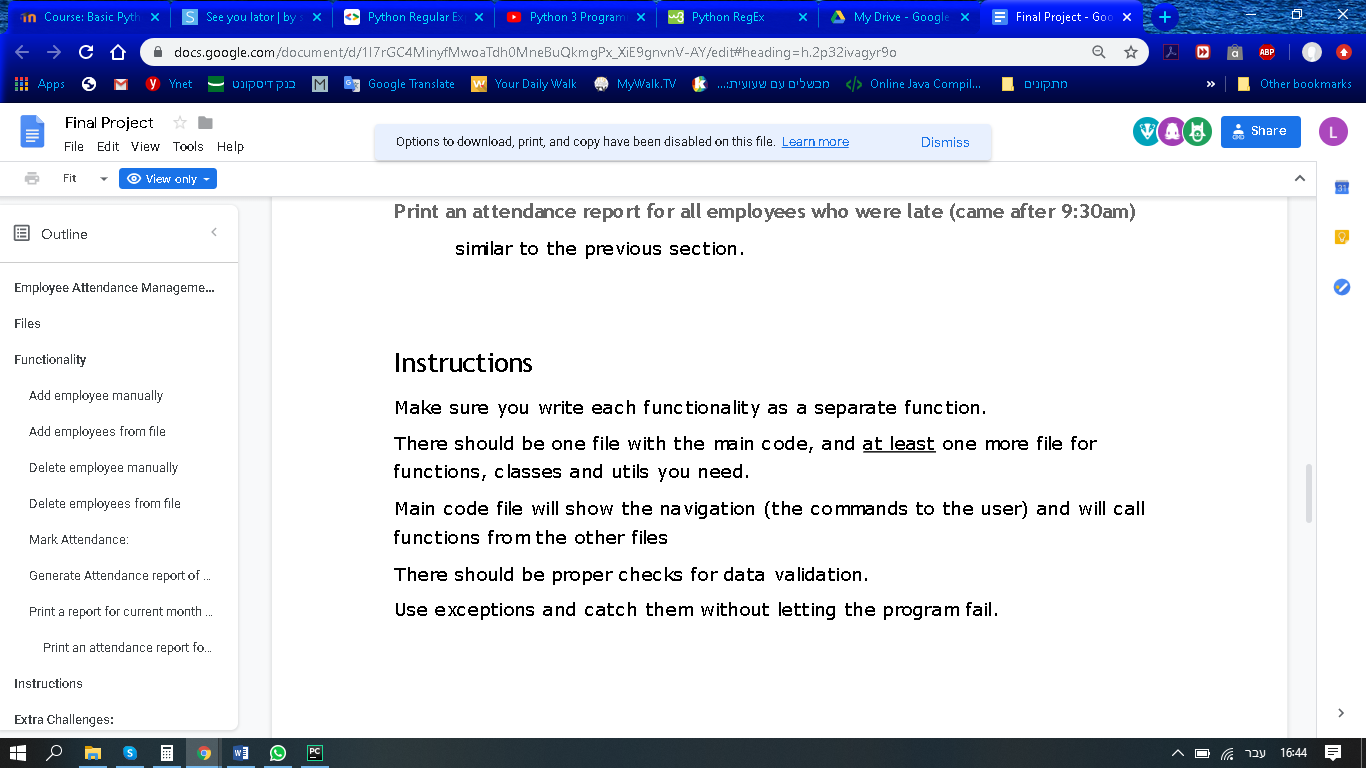 Course: Basic Pyth
See you lator | by s
Python Regular Ex
Python 3 Program
Python RegEx
My Drive - Google
Final Project - Goo
docs.google.com/document/d/1I7rGC4MinyfMwoaTdh0MneBuQkmgPx_XiE9gnvnV-AY/edit#heading=h.2p32ivagyr9o
ABP
Apps
Ynet
בנק דיסקונט
M
Google Translate
Your Daily Walk
MyWalk.TV
מבשלים עם שעועית:....
Online Java Compil...
מתקונים
»
Other bookmarks
Final Project
File Edit View Tools Help
Options to download, print, and copy have been disabled on this file. Learn more Dismiss
Share
L
Fit
View only
31
Outline
Employee Attendance Manageme...
Files
Functionality
Add employee manually
Add employees from file
Delete employee manually
Delete employees from file
Mark Attendance:
Generate Attendance report of ...
Print a report for current month ...
Print an attendance report fo...
Instructions
Extra Challenges:
Print an attendance report for all employees who were late (came after 9:30am)
similar to the previous section.
Instructions
Make sure you write each functionality as a separate function.
There should be one file with the main code, and at least one more file for
functions, classes and utils you need.
Main code file will show the navigation (the commands to the user) and will call
functions from the other files
There should be proper checks for data validation.
Use exceptions and catch them without letting the program fail.
עבר
16:44